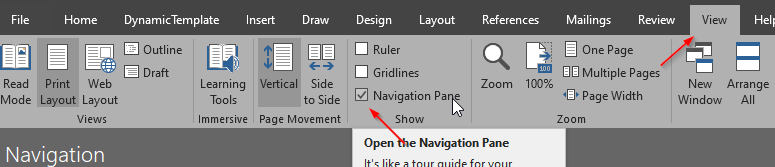 File Home DynamicTemplate Insert Draw Design Layout References Mailings Review View Help
Read Mode
Print Layout
Web Layout
Outline
Draft
Views
Learning Tools
Immersive
Vertical
Side to Side
Page Movement
Ruler
Gridlines
Navigation Pane
Show
Zoom
100%
100
One Page
Multiple Pages
Page Width
Zoom
New Window
Arrange All
Navigation
Open the Navigation Pane
It's like a tour guide for your